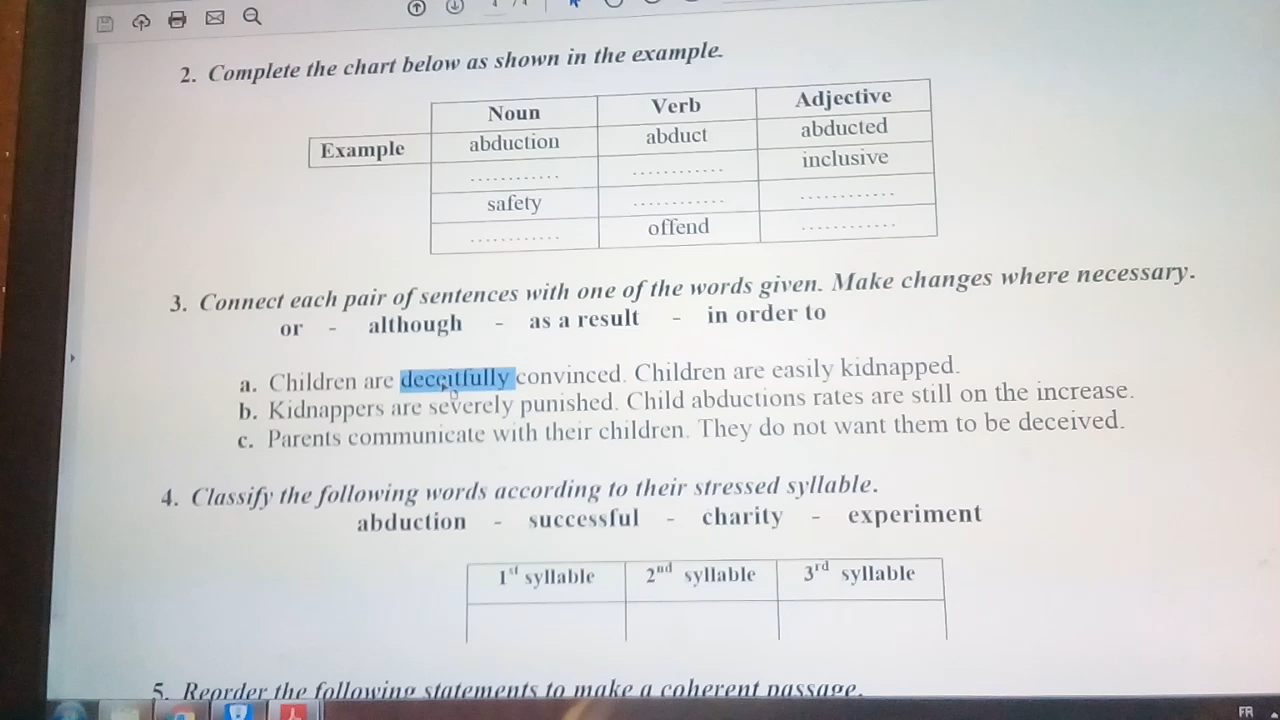 2. Complete the chart below as shown in the example.
Noun Verb Adjective
Example abduction abduct abducted
............ ............ inclusive
safety ............ ............
............ offend ............
3. Connect each pair of sentences with one of the words given. Make changes where necessary.
or - although - as a result - in order to
a. Children are deceitfully convinced. Children are easily kidnapped.
b. Kidnappers are severely punished. Child abductions rates are still on the increase.
c. Parents communicate with their children. They do not want them to be deceived.
4. Classify the following words according to their stressed syllable.
abduction - successful - charity - experiment
1st syllable 2nd syllable 3rd syllable
5. Reorder the following statements to make a coherent passage.
FR